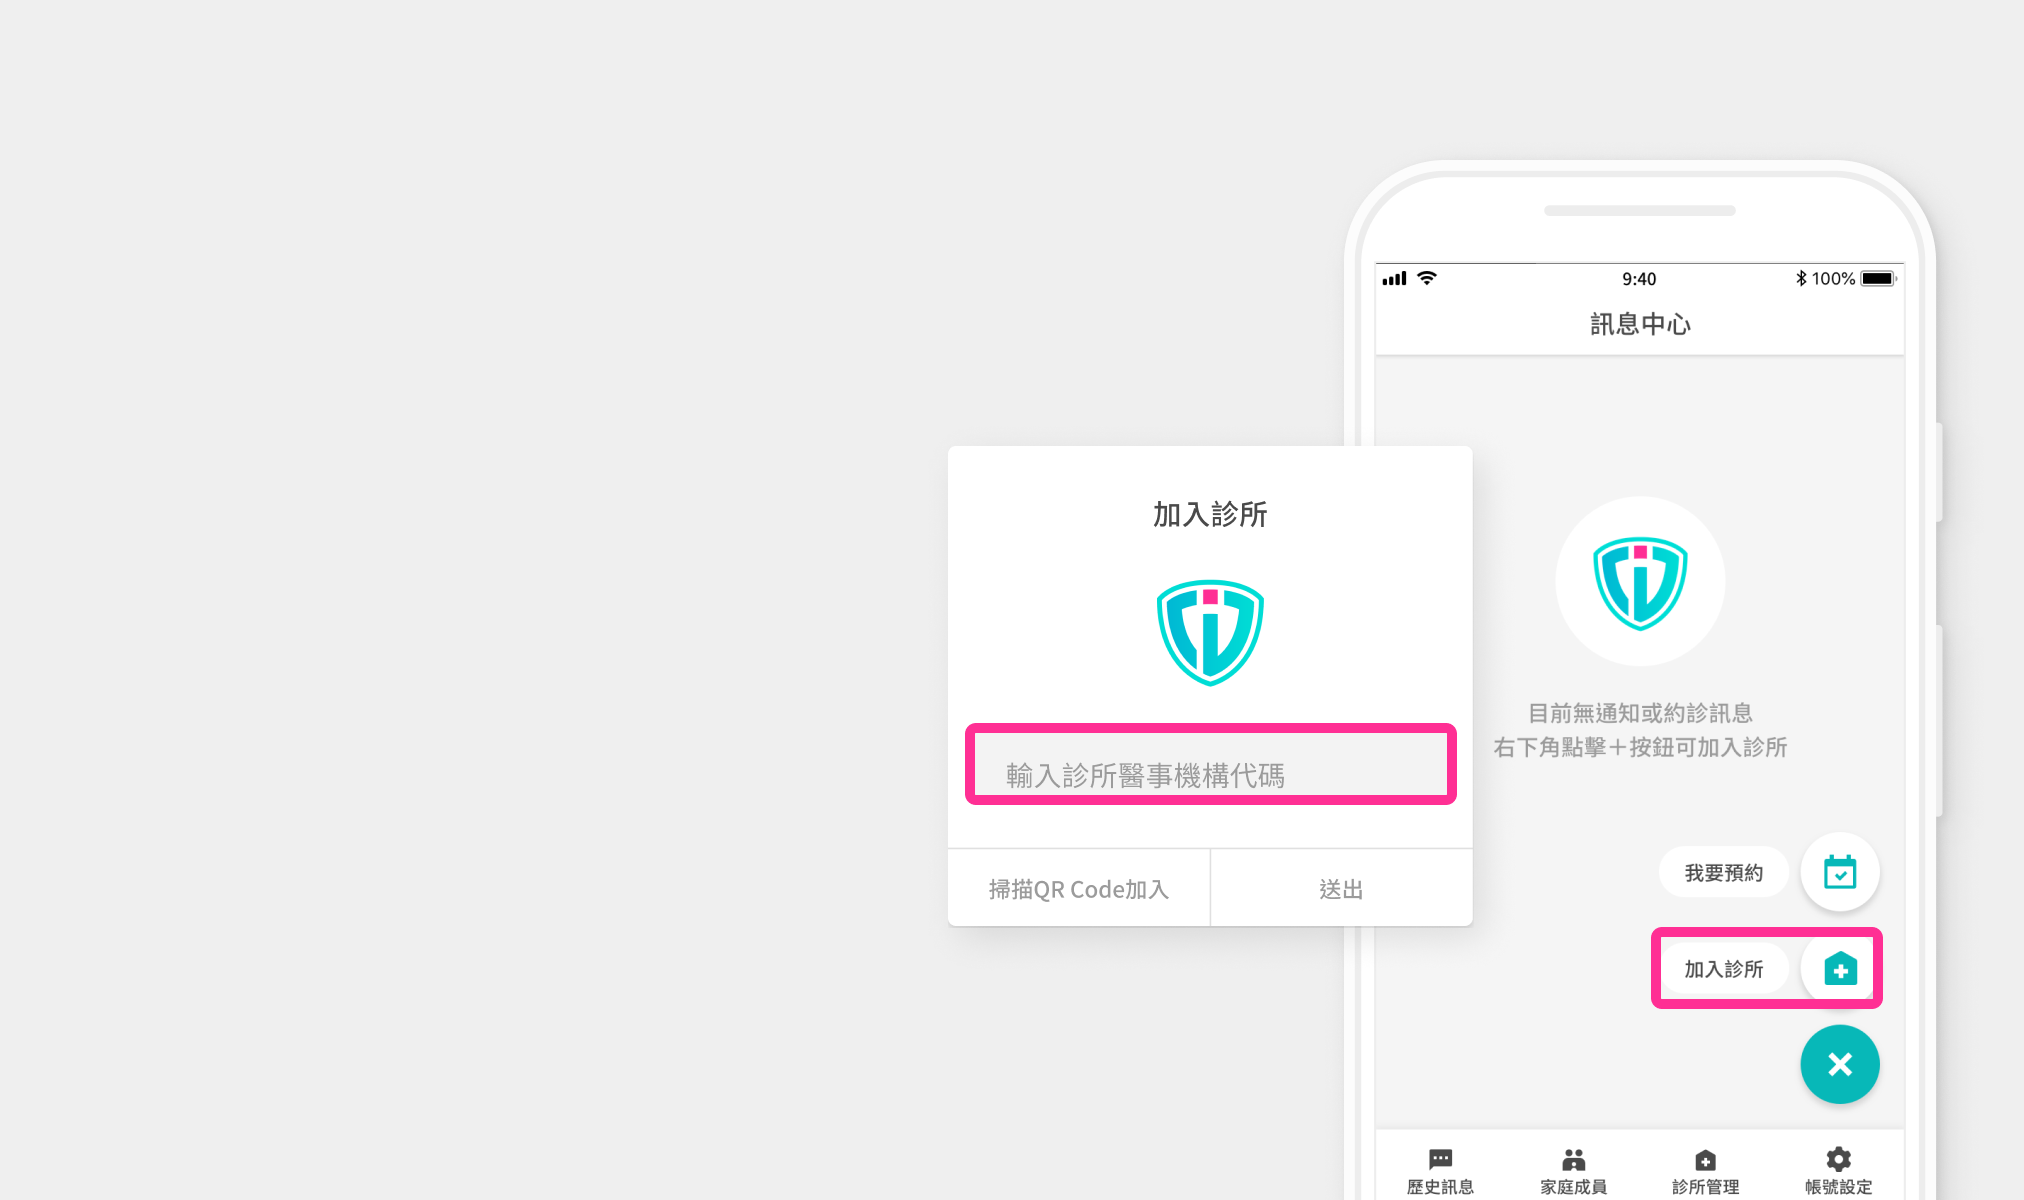 9:40
100%
訊息中心
加入診所
輸入診所醫事機構代碼
掃描QR Code加入
送出
目前無通知或約診訊息
右下角點擊＋按鈕可加入診所
我要預約
加入診所
歷史訊息
家庭成員
診所管理
帳號設定